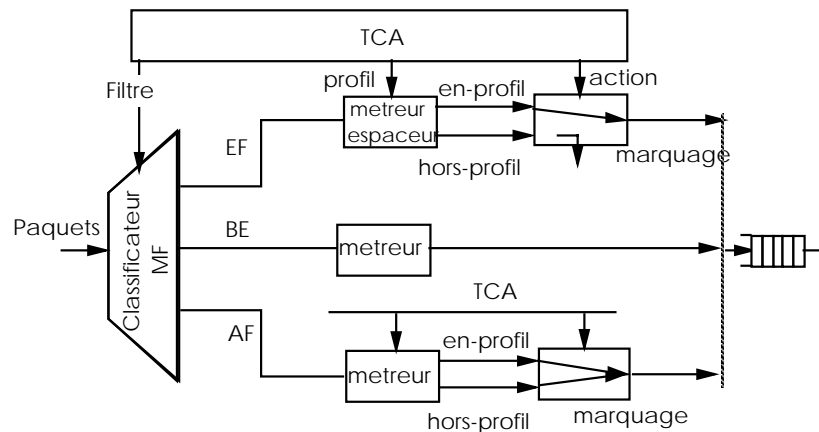 TCA
Filtre
profil
en-profil
action
metreur
espaceur
EF
hors-profil
marquage
Paquets
Classificateur
MF
BE
metreur
TCA
AF
en-profil
metreur
hors-profil
marquage